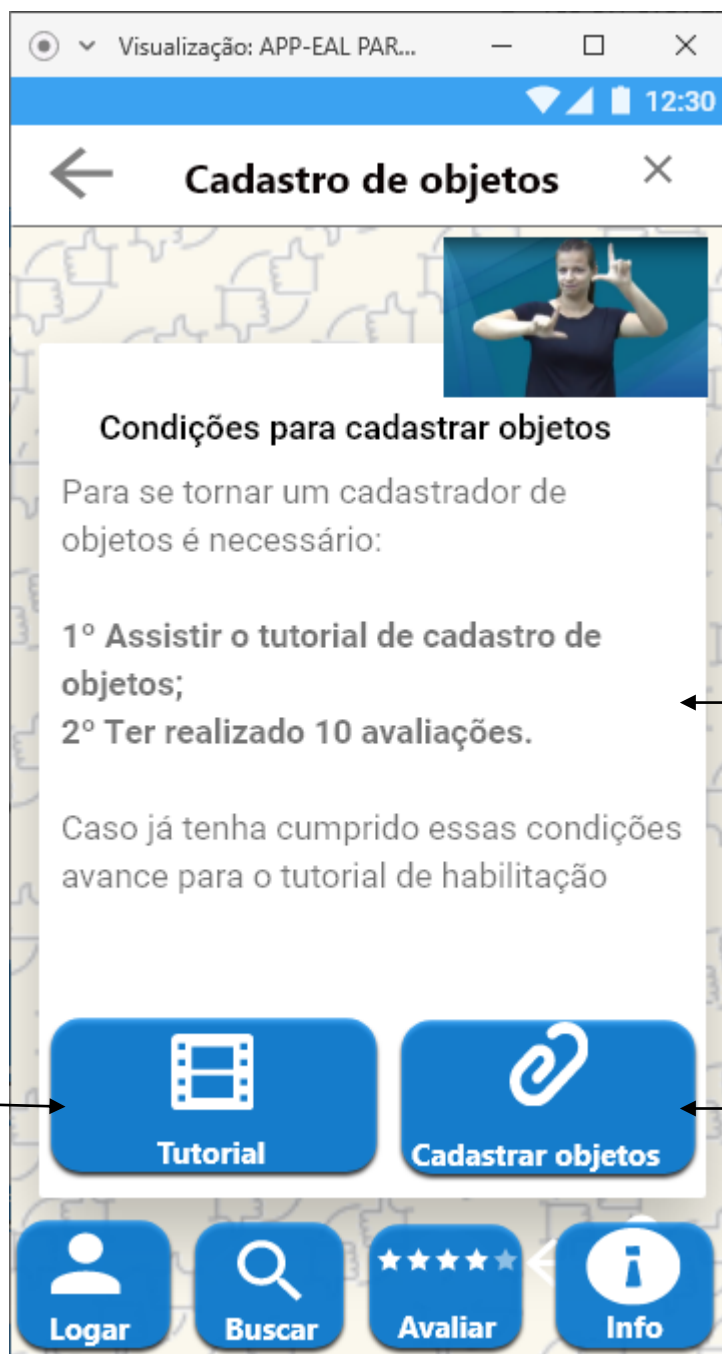 Visualização: APP-EAL PAR...
12:30
Cadastro de objetos
Condições para cadastrar objetos
Para se tornar um cadastrador de
objetos é necessário:
1º Assistir o tutorial de cadastro de
objetos;
2º Ter realizado 10 avaliações.
Caso já tenha cumprido essas condições
avance para o tutorial de habilitação
Tutorial
Cadastrar objetos
Logar
Buscar
Avaliar
Info